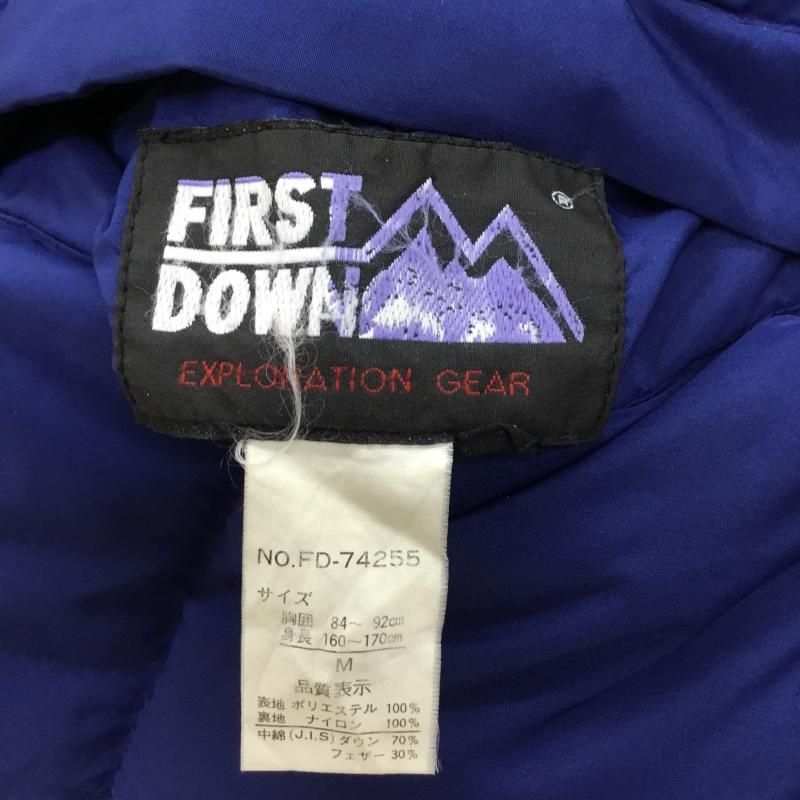 FIRST
DOWN
®
EXPLORATION GEAR
NO.FD-74255
サイズ
胸囲 84～ 92cm
身長 160～170cm
M
品質表示
表地 ポリエステル 100%
裏地 ナイロン 100%
中綿(J.I.S)ダウン 70%
フェザー 30%